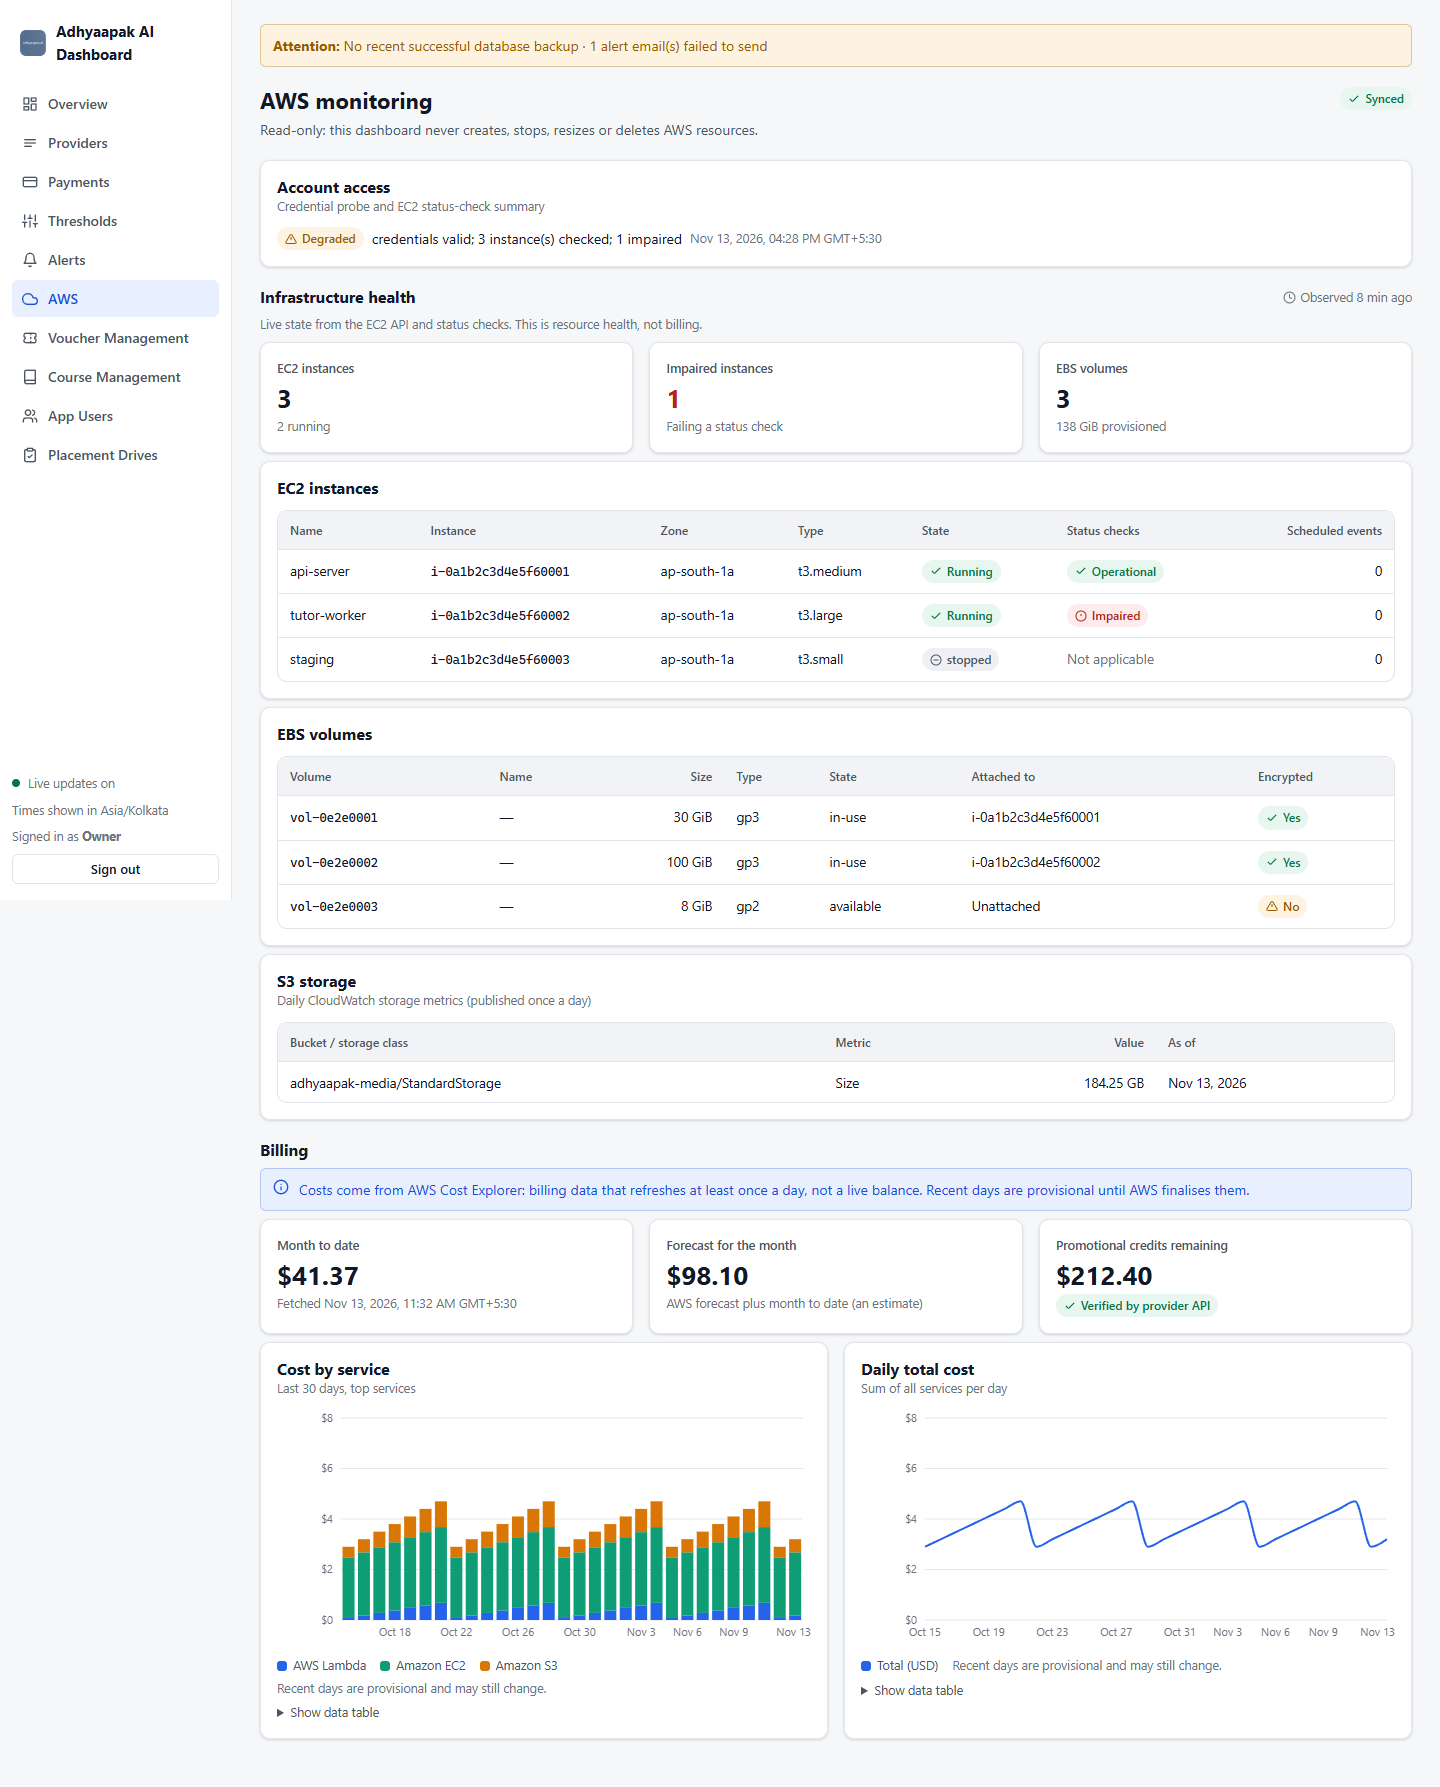 Adhyaapak AI
Dashboard
Overview
Providers
Payments
Thresholds
Alerts
AWS
Voucher Management
Course Management
App Users
Placement Drives
Live updates on
Times shown in Asia/Kolkata
Signed in as Owner
Sign out
Attention: No recent successful database backup · 1 alert email(s) failed to send
AWS monitoring
Synced
Read-only: this dashboard never creates, stops, resizes or deletes AWS resources.
Account access
Credential probe and EC2 status-check summary
Degraded credentials valid; 3 instance(s) checked; 1 impaired Nov 13, 2026, 04:28 PM GMT+5:30
Infrastructure health
Observed 8 min ago
Live state from the EC2 API and status checks. This is resource health, not billing.
EC2 instances
3
2 running
Impaired instances
1
Failing a status check
EBS volumes
3
138 GiB provisioned
EC2 instances
Name Instance Zone Type State Status checks Scheduled events
api-server i-0a1b2c3d4e5f60001 ap-south-1a t3.medium Running Operational 0
tutor-worker i-0a1b2c3d4e5f60002 ap-south-1a t3.large Running Impaired 0
staging i-0a1b2c3d4e5f60003 ap-south-1a t3.small stopped Not applicable 0
EBS volumes
Volume Name Size Type State Attached to Encrypted
vol-0e2e0001 — 30 GiB gp3 in-use i-0a1b2c3d4e5f60001 Yes
vol-0e2e0002 — 100 GiB gp3 in-use i-0a1b2c3d4e5f60002 Yes
vol-0e2e0003 — 8 GiB gp2 available Unattached No
S3 storage
Daily CloudWatch storage metrics (published once a day)
Bucket / storage class Metric Value As of
adhyaapak-media/StandardStorage Size 184.25 GB Nov 13, 2026
Billing
Costs come from AWS Cost Explorer: billing data that refreshes at least once a day, not a live balance. Recent days are provisional until AWS finalises them.
Month to date
$41.37
Fetched Nov 13, 2026, 11:32 AM GMT+5:30
Forecast for the month
$98.10
AWS forecast plus month to date (an estimate)
Promotional credits remaining
$212.40
Verified by provider API
Cost by service
Last 30 days, top services
$8
$6
$4
$2
$0
Oct 18 Oct 22 Oct 26 Oct 30 Nov 3 Nov 6 Nov 9 Nov 13
AWS Lambda Amazon EC2 Amazon S3
Recent days are provisional and may still change.
Show data table
Daily total cost
Sum of all services per day
$8
$6
$4
$2
$0
Oct 15 Oct 19 Oct 23 Oct 27 Oct 31 Nov 3 Nov 6 Nov 9 Nov 13
Total (USD) Recent days are provisional and may still change.
Show data table